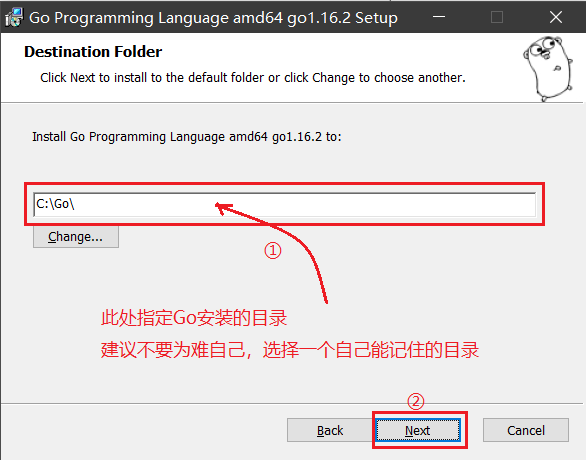 Go Programming Language amd64 go1.16.2 Setup
Destination Folder
Click Next to install to the default folder or click Change to choose another.
Install Go Programming Language amd64 go1.16.2 to:
C:\Go\
Change...
①
此处指定Go安装的目录
建议不要为难自己，选择一个自己能记住的目录
②
Back Next Cancel